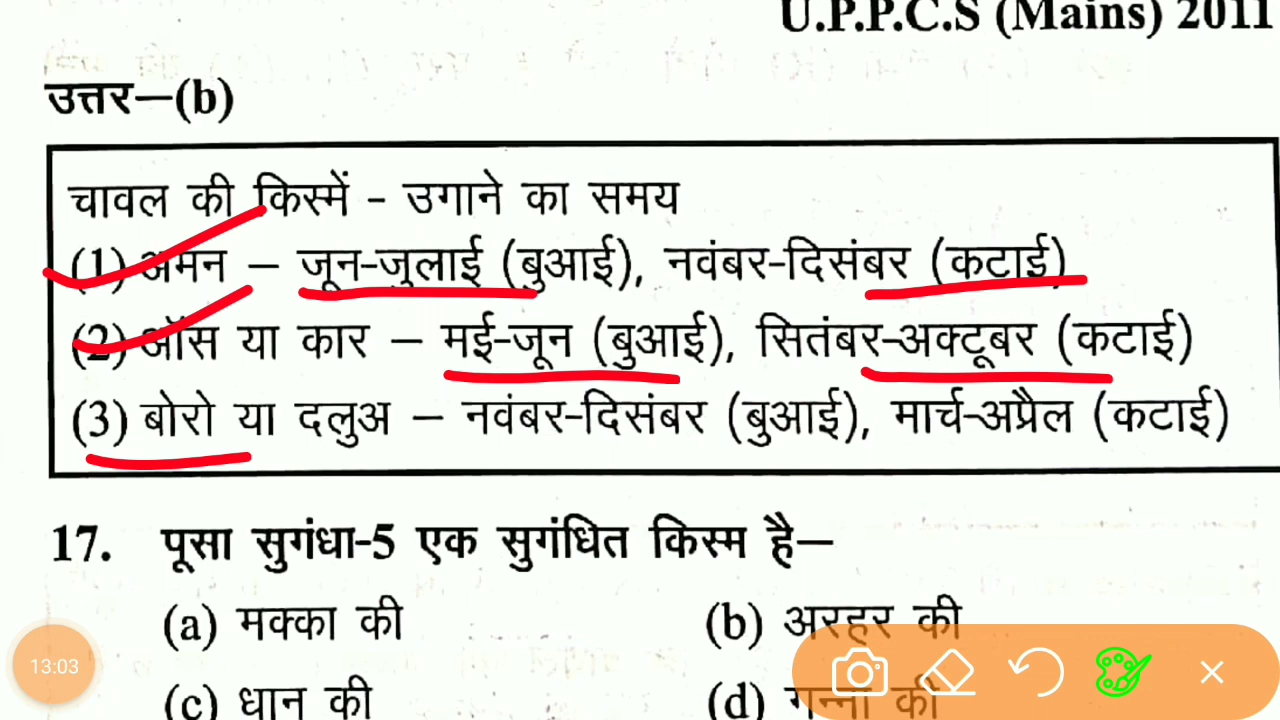 U.P.P.C.S (Mains) 2011
उत्तर–(b)
चावल की किस्में - उगाने का समय
(1) अमन – जून-जुलाई (बुआई), नवंबर-दिसंबर (कटाई)
(2) ऑस या कार – मई-जून (बुआई), सितंबर-अक्टूबर (कटाई)
(3) बोरो या दलुअ – नवंबर-दिसंबर (बुआई), मार्च-अप्रैल (कटाई)
17. पूसा सुगंधा-5 एक सुगंधित किस्म है–
(a) मक्का की (b) अरहर की
(c) धान की (d) गन्ना की
13:03